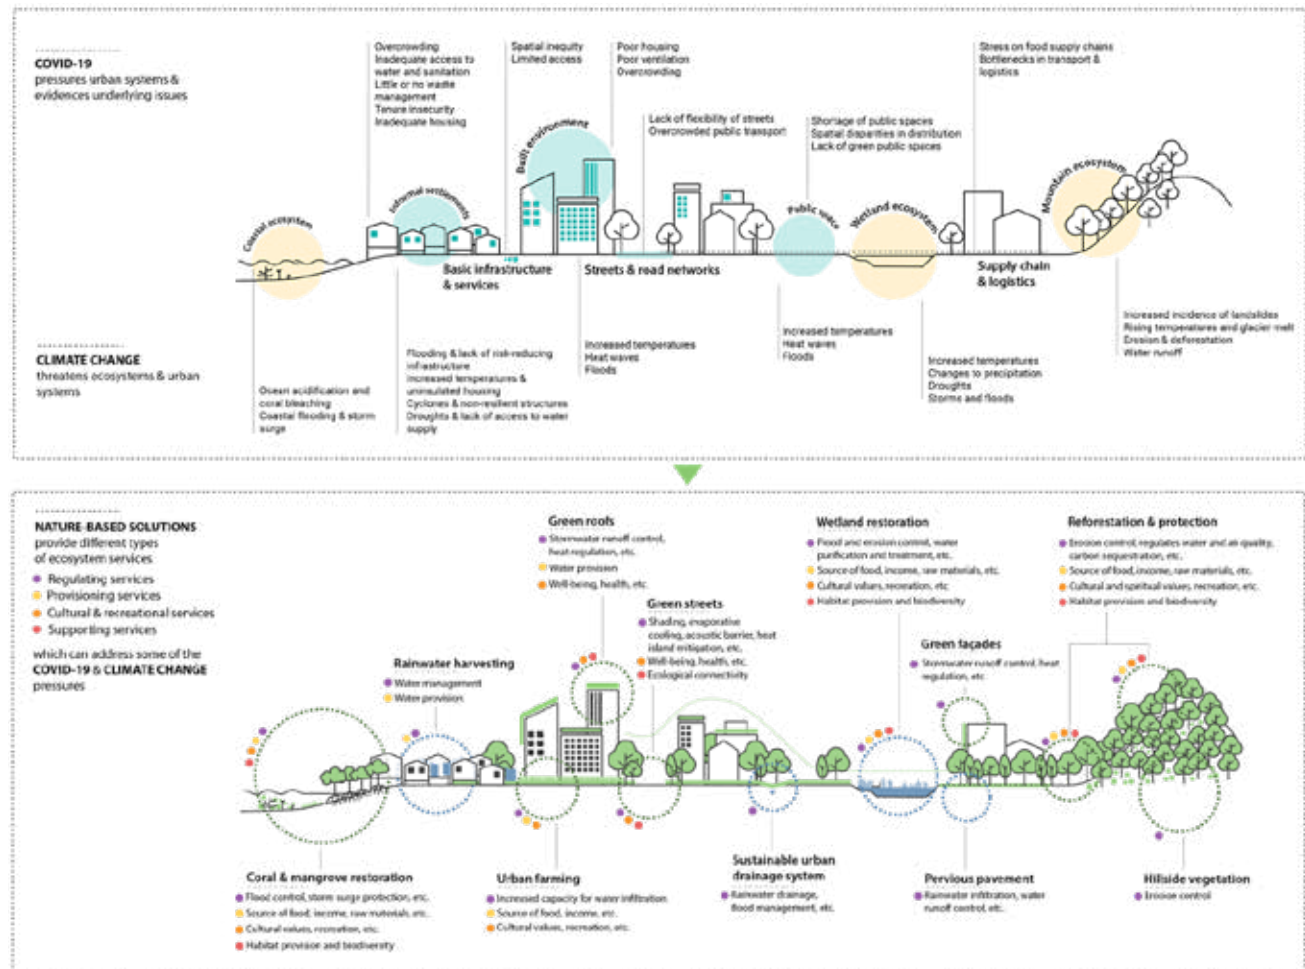 COVID-19
pressures urban systems &
evidences underlying issues
Overcrowding
Inadequate access to
water and sanitation
Little or no waste
management
Tenure insecurity
Inadequate housing
Spatial inequity
Limited access
Poor housing
Poor ventilation
Overcrowding
Lack of flexibility of streets
Overcrowded public transport
Shortage of public spaces
Spatial disparities in distribution
Lack of green public spaces
Stress on food supply chains
Bottlenecks in transport &
logistics
Coastal ecosystem
Informal settlements
Built environment
Public space
Wetland ecosystem
Mountain ecosystem
Basic infrastructure
& services
Streets & road networks
Supply chain
& logistics
CLIMATE CHANGE
threatens ecosystems & urban
systems
Ocean acidification and
coral bleaching
Coastal flooding & storm
surge
Flooding & lack of risk-reducing
infrastructure
Increased temperatures &
uninsulated housing
Cyclones & non-resilient structures
Droughts & lack of access to water
supply
Increased temperatures
Heat waves
Floods
Increased temperatures
Heat waves
Floods
Increased temperatures
Changes to precipitation
Droughts
Storms and floods
Increased incidence of landslides
Rising temperatures and glacier melt
Erosion & deforestation
Water runoff
NATURE-BASED SOLUTIONS
provide different types
of ecosystem services
Regulating services
Provisioning services
Cultural & recreational services
Supporting services
which can address some of the
COVID-19 & CLIMATE CHANGE
pressures
Rainwater harvesting
Water management
Water provision
Green roofs
Stormwater runoff control,
heat regulation, etc.
Water provision
Well-being, health, etc.
Green streets
Shading, evaporative
cooling, acoustic barrier, heat
island mitigation, etc.
Well-being, health, etc.
Ecological connectivity
Wetland restoration
Flood and erosion control, water
purification and treatment, etc.
Source of food, income, raw materials, etc.
Cultural values, recreation, etc
Habitat provision and biodiversity
Green façades
Stormwater runoff control, heat
regulation, etc
Reforestation & protection
Erosion control, regulates water and air quality,
carbon sequestration, etc.
Source of food, income, raw materials, etc.
Cultural and spiritual values, recreation, etc.
Habitat provision and biodiversity
Coral & mangrove restoration
Flood control, storm surge protection, etc.
Source of food, income, raw materials, etc.
Cultural values, recreation, etc.
Habitat provision and biodiversity
Urban farming
Increased capacity for water infiltration
Source of food, income, etc.
Cultural values, recreation, etc.
Sustainable urban
drainage system
Rainwater drainage,
flood management, etc.
Pervious pavement
Rainwater infiltration, water
runoff control, etc.
Hillside vegetation
Erosion control